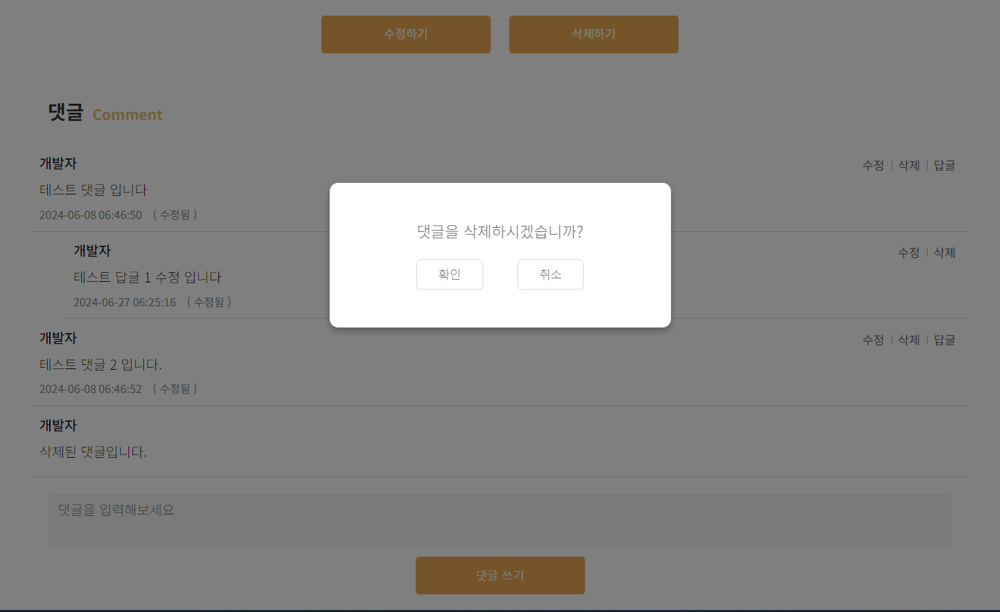 수정하기 삭제하기
댓글 Comment
개발자
수정 | 삭제 | 답글
테스트 댓글 입니다
2024-06-08 06:46:50 ( 수정됨 )
개발자
수정 | 삭제
테스트 답글 1 수정 입니다
2024-06-27 06:25:16 ( 수정됨 )
댓글을 삭제하시겠습니까?
확인 취소
개발자
수정 | 삭제 | 답글
테스트 댓글 2 입니다.
2024-06-08 06:46:52 ( 수정됨 )
개발자
삭제된 댓글입니다.
댓글을 입력해보세요
댓글 쓰기